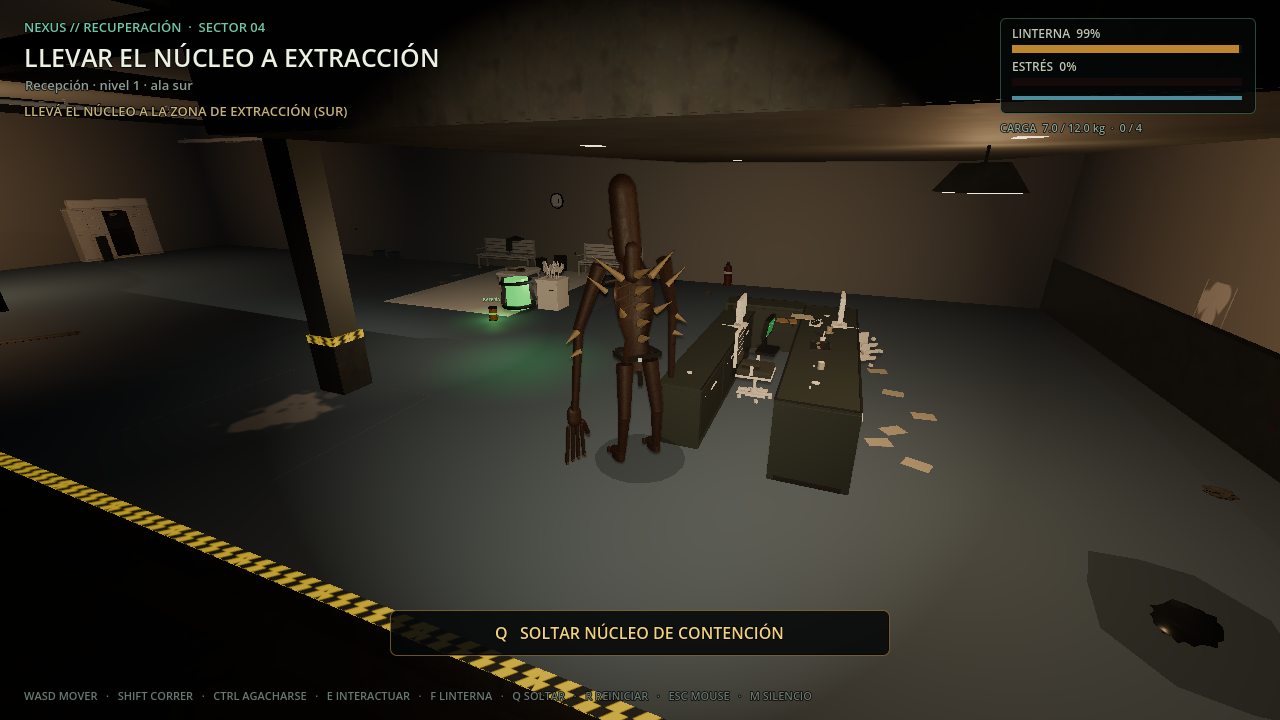 NEXUS // RECUPERACIÓN · SECTOR 04
LLEVAR EL NÚCLEO A EXTRACCIÓN
Recepción · nivel 1 · ala sur
LLEVÁ EL NÚCLEO A LA ZONA DE EXTRACCIÓN (SUR)
LINTERNA 99%
ESTRÉS 0%
CARGA 7.0 / 12.0 kg · 0 / 4
Q SOLTAR NÚCLEO DE CONTENCIÓN
WASD MOVER · SHIFT CORRER · CTRL AGACHARSE · E INTERACTUAR · F LINTERNA · Q SOLTAR · R REINICIAR · ESC MOUSE · M SILENCIO